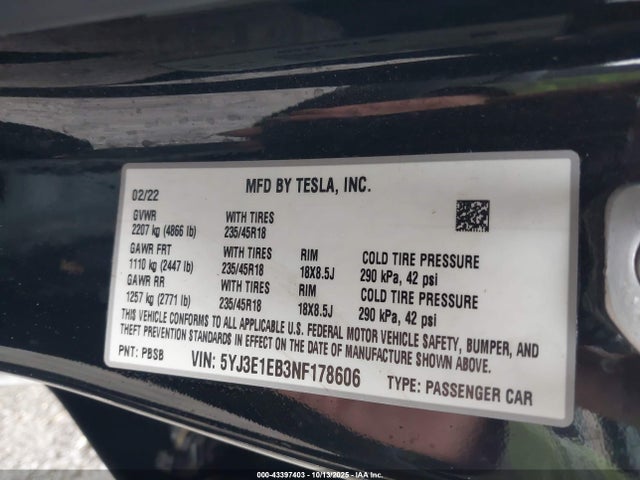 02/22 MFD BY TESLA, INC.
GVWR WITH TIRES
2207 kg (4866 lb) 235/45R18
GAWR FRT WITH TIRES RIM COLD TIRE PRESSURE
1110 kg (2447 lb) 235/45R18 18X8.5J 290 kPa, 42 psi
GAWR RR WITH TIRES RIM COLD TIRE PRESSURE
1257 kg (2771 lb) 235/45R18 18X8.5J 290 kPa, 42 psi
THIS VEHICLE CONFORMS TO ALL APPLICABLE U.S. FEDERAL MOTOR VEHICLE SAFETY, BUMPER, AND
THEFT PREVENTION STANDARDS IN EFFECT ON THE DATE OF MANUFACTURE SHOWN ABOVE.
PNT: PBSB VIN: 5YJ3E1EB3NF178606 TYPE: PASSENGER CAR
000-43397403 - 10/13/2025 - IAA Inc.